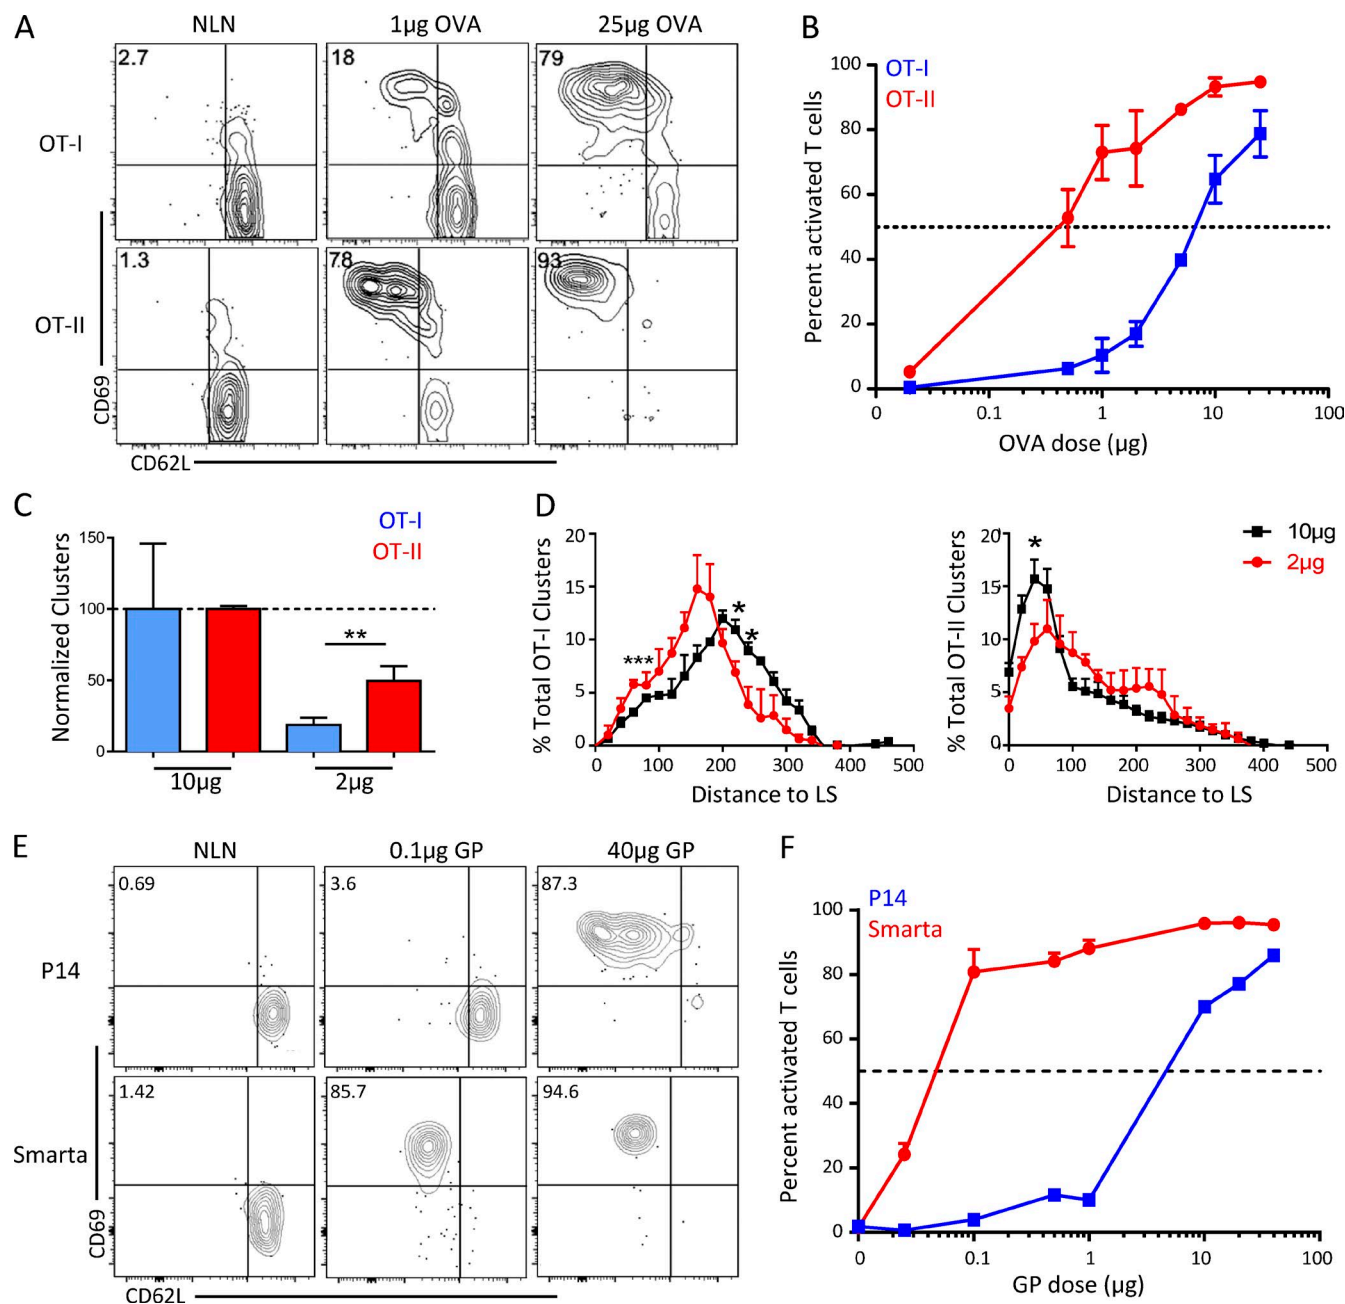 A
NLN 1µg OVA 25µg OVA
OT-I
2.7 18 79
OT-II
1.3 78 93
CD69
CD62L
B
OT-I
OT-II
Percent activated T cells
100
80
60
40
20
0
0 0.1 1 10 100
OVA dose (µg)
C
OT-I
OT-II
Normalized Clusters
150
100
50
0
**
10µg 2µg
D
% Total OT-I Clusters
20
15
10
5
0
*** * *
0 100 200 300 400 500
Distance to LS
% Total OT-II Clusters
20
15
10
5
0
*
0 100 200 300 400 500
Distance to LS
10µg
2µg
E
NLN 0.1µg GP 40µg GP
P14
0.69 3.6 87.3
Smarta
1.42 85.7 94.6
CD69
CD62L
F
P14
Smarta
Percent activated T cells
100
80
60
40
20
0
0 0.1 1 10 100
GP dose (µg)